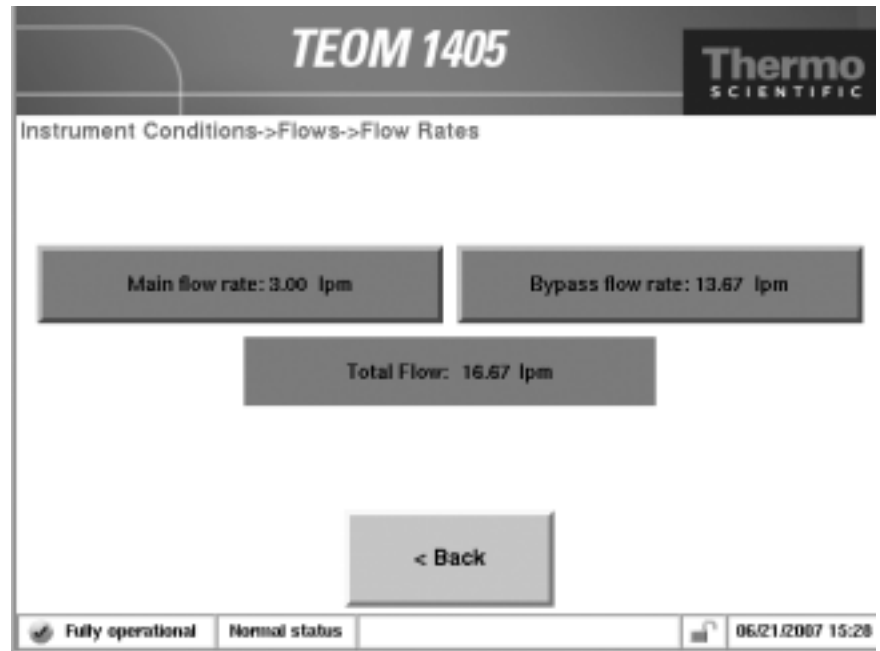 TEOM 1405
Thermo
SCIENTIFIC
Instrument Conditions->Flows->Flow Rates
Main flow rate: 3.00 lpm
Bypass flow rate: 13.67 lpm
Total Flow: 16.67 lpm
< Back
Fully operational
Normal status
06/21/2007 15:28